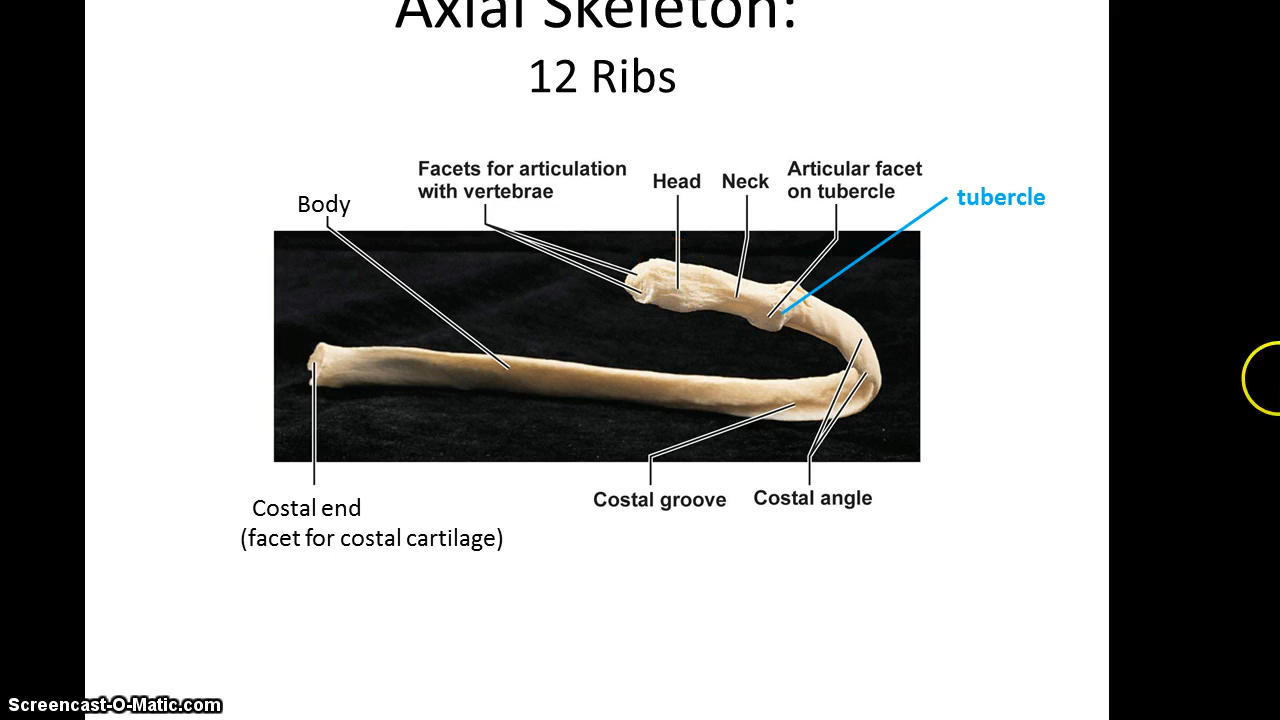 Axial Skeleton:
12 Ribs
Facets for articulation
with vertebrae
Head
Neck
Articular facet
on tubercle
tubercle
Body
Costal end
(facet for costal cartilage)
Costal groove
Costal angle
Screencast-O-Matic.com